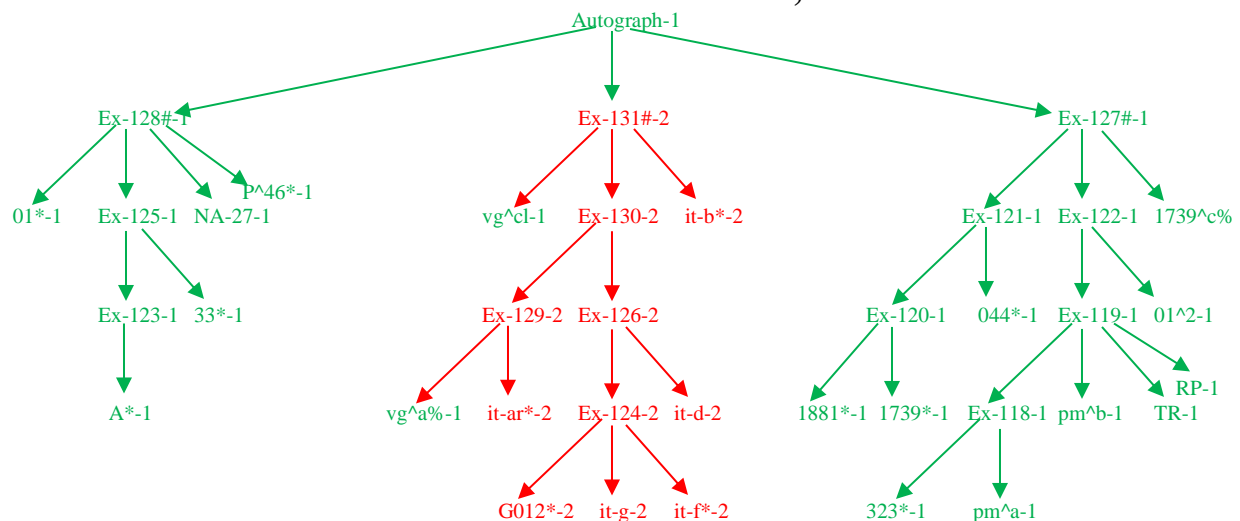 Autograph-1
Ex-128#-1 Ex-131#-2 Ex-127#-1
P^46*-1
01*-1 Ex-125-1 NA-27-1 vg^cl-1 Ex-130-2 it-b*-2 Ex-121-1 Ex-122-1 1739^c%
Ex-123-1 33*-1 Ex-129-2 Ex-126-2 Ex-120-1 044*-1 Ex-119-1 01^2-1
RP-1
A*-1 vg^a%-1 it-ar*-2 Ex-124-2 it-d-2 1881*-1 1739*-1 Ex-118-1 pm^b-1 TR-1
G012*-2 it-g-2 it-f*-2 323*-1 pm^a-1